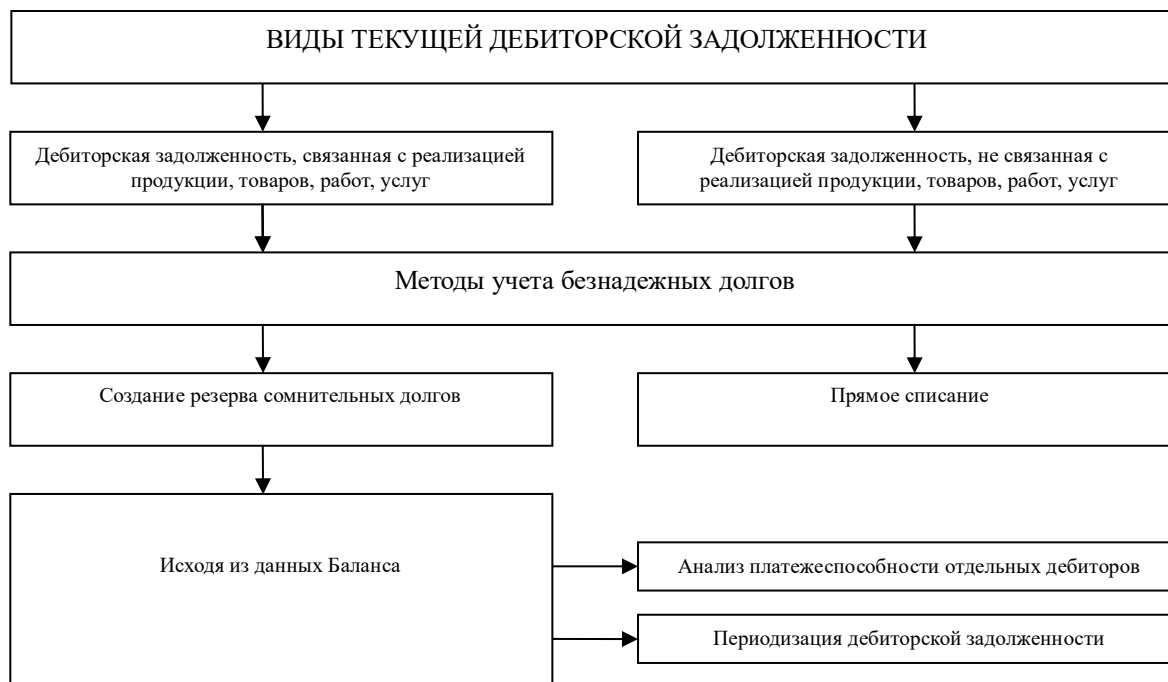 ВИДЫ ТЕКУЩЕЙ ДЕБИТОРСКОЙ ЗАДОЛЖЕННОСТИ
Дебиторская задолженность, связанная с реализацией
продукции, товаров, работ, услуг
Дебиторская задолженность, не связанная с
реализацией продукции, товаров, работ, услуг
Методы учета безнадежных долгов
Создание резерва сомнительных долгов
Прямое списание
Исходя из данных Баланса
Анализ платежеспособности отдельных дебиторов
Периодизация дебиторской задолженности